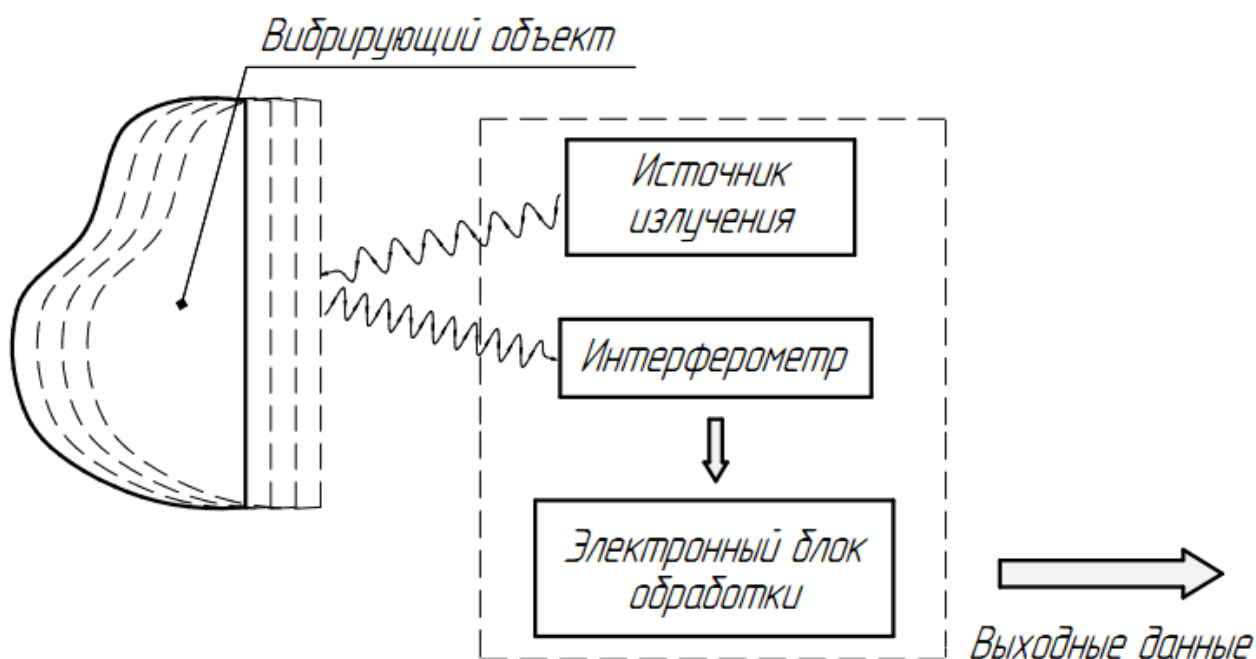 Вибрирующий объект
Источник
излучения
Интерферометр
Электронный блок
обработки
Выходные данные